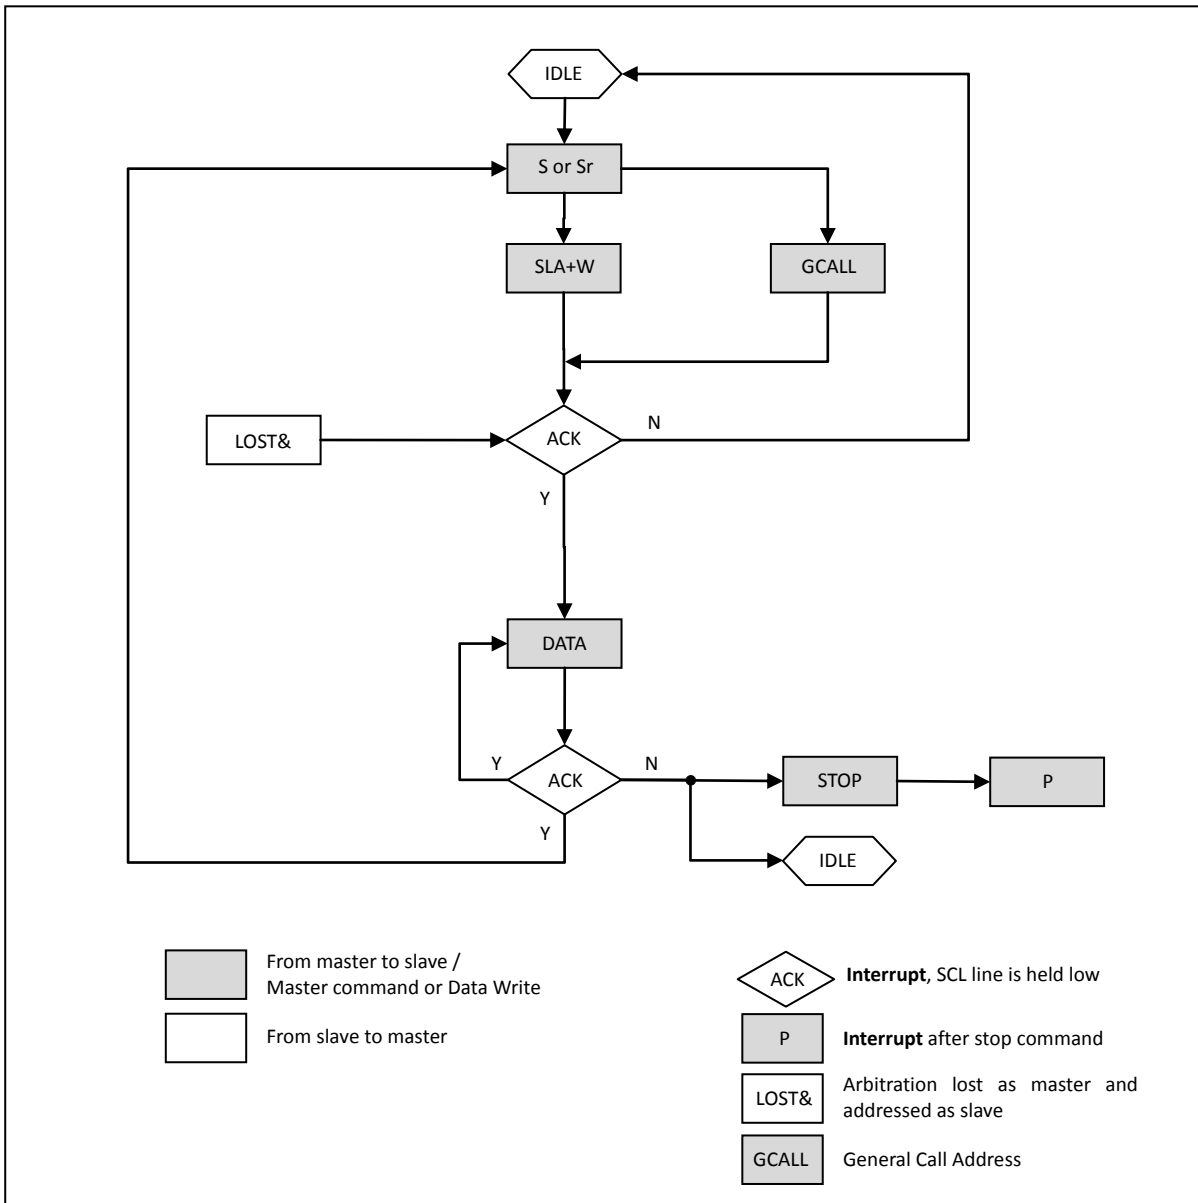 IDLE
S or Sr
SLA+W
GCALL
LOST&
ACK
N
Y
DATA
Y
ACK
N
STOP
P
Y
IDLE
From master to slave /
Master command or Data Write
From slave to master
ACK
Interrupt, SCL line is held low
P
Interrupt after stop command
LOST&
Arbitration lost as master and
addressed as slave
GCALL
General Call Address